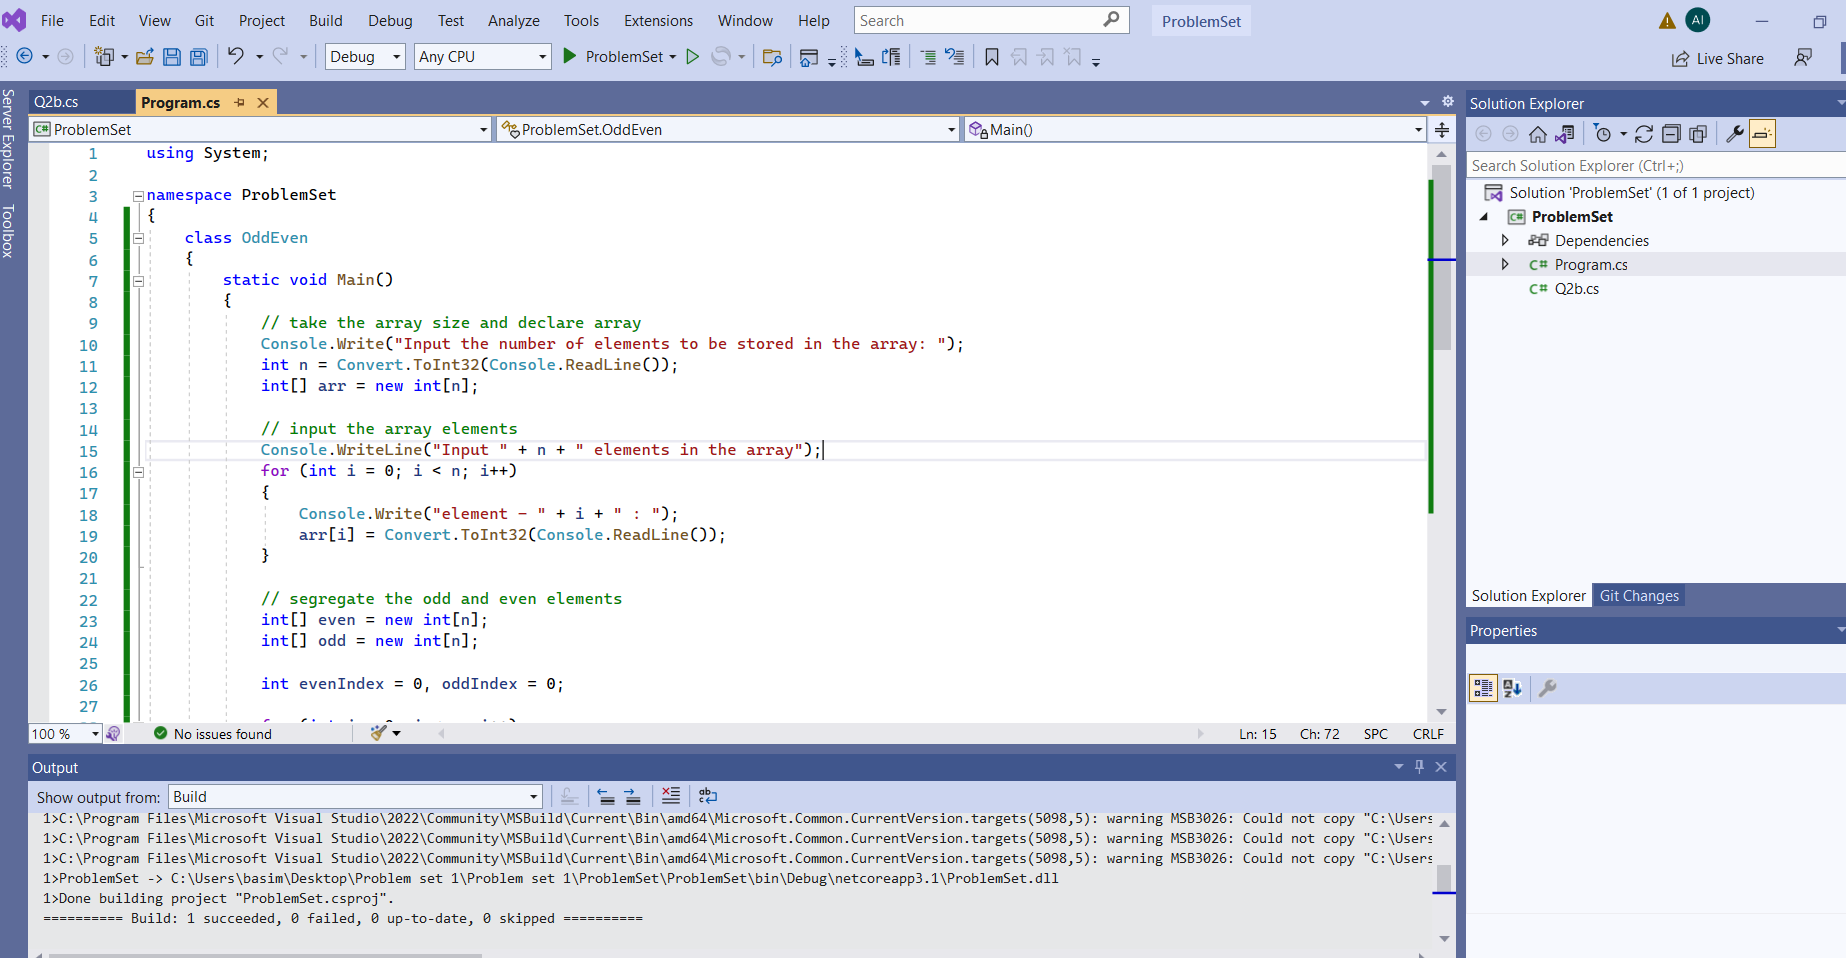 File Edit View Git Project Build Debug Test Analyze Tools Extensions Window Help Search ProblemSet AI
Debug Any CPU ProblemSet Live Share
Server Explorer
Toolbox
Q2b.cs Program.cs
ProblemSet ProblemSet.OddEven Main()
1 using System;
2
3 namespace ProblemSet
4 {
5 class OddEven
6 {
7 static void Main()
8 {
9 // take the array size and declare array
10 Console.Write("Input the number of elements to be stored in the array: ");
11 int n = Convert.ToInt32(Console.ReadLine());
12 int[] arr = new int[n];
13
14 // input the array elements
15 Console.WriteLine("Input " + n + " elements in the array");
16 for (int i = 0; i < n; i++)
17 {
18 Console.Write("element - " + i + " : ");
19 arr[i] = Convert.ToInt32(Console.ReadLine());
20 }
21
22 // segregate the odd and even elements
23 int[] even = new int[n];
24 int[] odd = new int[n];
25
26 int evenIndex = 0, oddIndex = 0;
27
100 % No issues found Ln: 15 Ch: 72 SPC CRLF
Output
Show output from: Build
1>C:\Program Files\Microsoft Visual Studio\2022\Community\MSBuild\Current\Bin\amd64\Microsoft.Common.CurrentVersion.targets(5098,5): warning MSB3026: Could not copy "C:\Users
1>C:\Program Files\Microsoft Visual Studio\2022\Community\MSBuild\Current\Bin\amd64\Microsoft.Common.CurrentVersion.targets(5098,5): warning MSB3026: Could not copy "C:\Users
1>C:\Program Files\Microsoft Visual Studio\2022\Community\MSBuild\Current\Bin\amd64\Microsoft.Common.CurrentVersion.targets(5098,5): warning MSB3026: Could not copy "C:\Users
1>ProblemSet -> C:\Users\basim\Desktop\Problem set 1\Problem set 1\ProblemSet\ProblemSet\bin\Debug\netcoreapp3.1\ProblemSet.dll
1>Done building project "ProblemSet.csproj".
========== Build: 1 succeeded, 0 failed, 0 up-to-date, 0 skipped ==========
Solution Explorer
Search Solution Explorer (Ctrl+;)
Solution 'ProblemSet' (1 of 1 project)
C# ProblemSet
Dependencies
C# Program.cs
C# Q2b.cs
Solution Explorer Git Changes
Properties